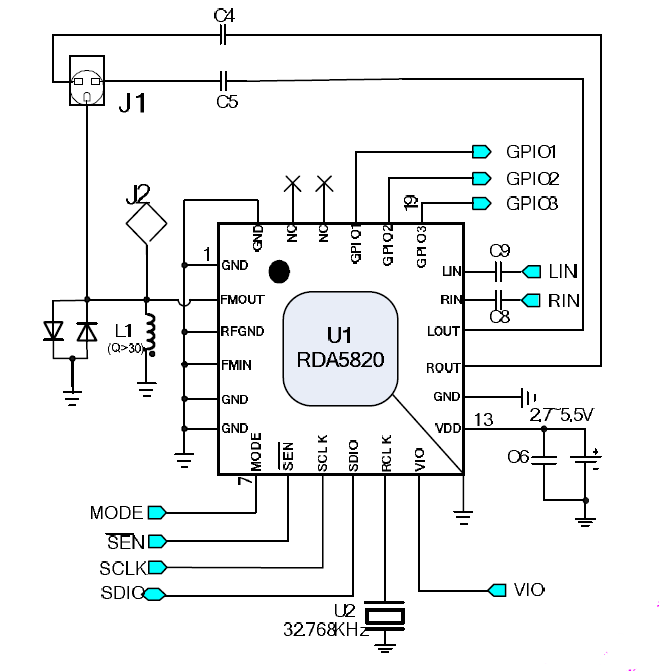 C4
C5
J1
J2
GPIO1
GPIO2
GPIO3
19
GND
NC
NC
GPIO1
GPIO2
GPIO3
1
GND
FMOUT
RFGND
FMIN
GND
GND
LIN
RIN
LOUT
ROUT
GND
VDD
C9
LIN
RIN
C8
L1
(Q>30)
U1
RDA5820
2,7~5,5V
13
C6
MODE
SEN
SCLK
SDIO
RCLK
VIO
7
MODE
SEN
SCLK
SDIO
VIO
U2
32.768KHz